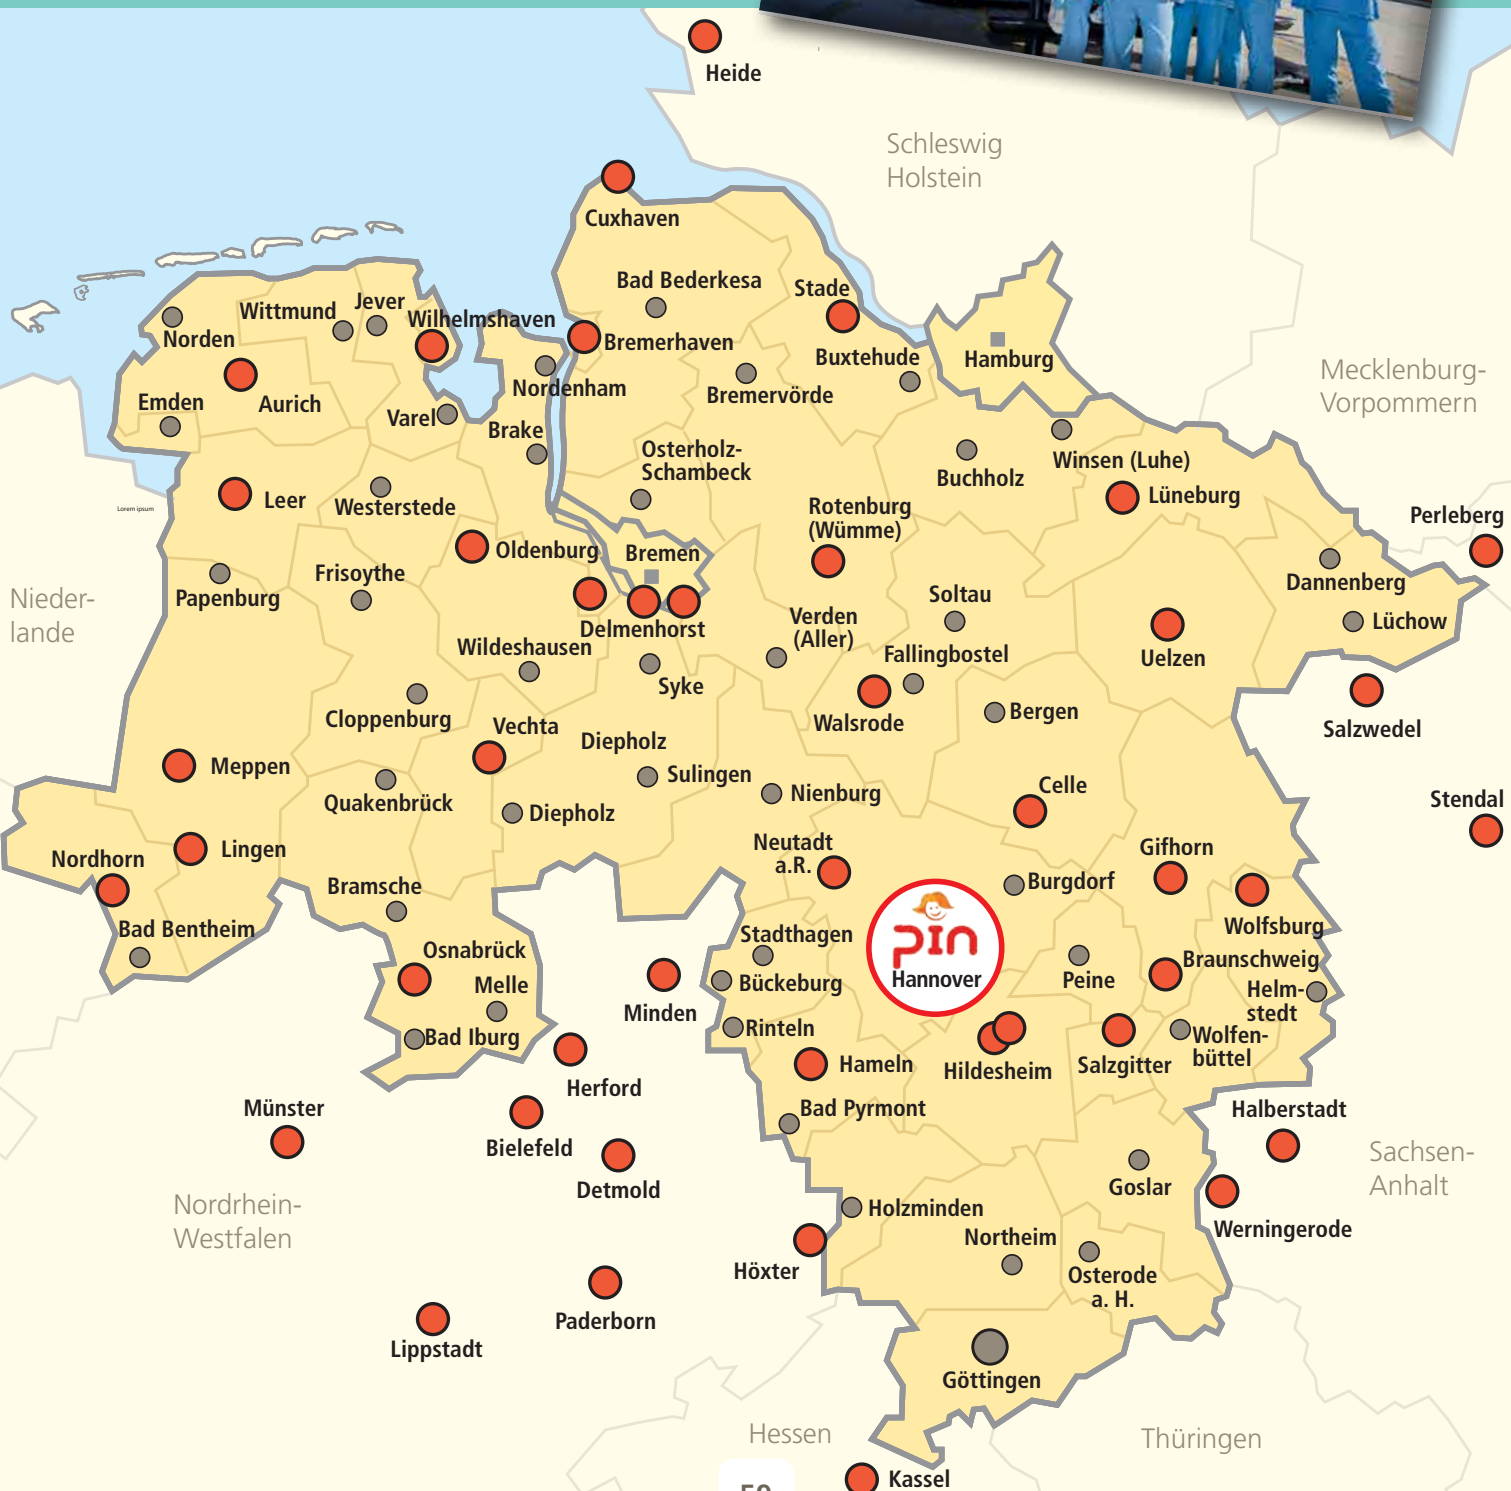 Heide
Schleswig
Holstein
Cuxhaven
Bad Bederkesa
Stade
Jever
Wittmund
Wilhelmshaven
Norden
Bremerhaven
Buxtehude
Hamburg
Mecklenburg-
Vorpommern
Nordenham
Bremervörde
Emden
Aurich
Varel
Brake
Osterholz-
Schambeck
Winsen (Luhe)
Buchholz
Lüneburg
Leer
Westerstede
Lorem ipsum
Rotenburg
(Wümme)
Perleberg
Oldenburg
Bremen
Frisoythe
Papenburg
Dannenberg
Nieder-
lande
Soltau
Verden
(Aller)
Lüchow
Delmenhorst
Wildeshausen
Fallingbostel
Uelzen
Syke
Cloppenburg
Vechta
Walsrode
Bergen
Salzwedel
Diepholz
Meppen
Sulingen
Celle
Quakenbrück
Nienburg
Stendal
Diepholz
Neutadt
a.R.
Gifhorn
Lingen
Nordhorn
Bramsche
Burgdorf
Wolfsburg
Bad Bentheim
Stadthagen
pin
Hannover
Osnabrück
Braunschweig
Melle
Bückeburg
Peine
Helm-
stedt
Minden
Rinteln
Bad Iburg
Wolfen-
büttel
Hameln
Hildesheim
Salzgitter
Herford
Münster
Bad Pyrmont
Halberstadt
Bielefeld
Sachsen-
Anhalt
Detmold
Goslar
Nordrhein-
Westfalen
Holzminden
Werningerode
Northeim
Höxter
Osterode
a. H.
Paderborn
Lippstadt
Göttingen
Hessen
Thüringen
Kassel